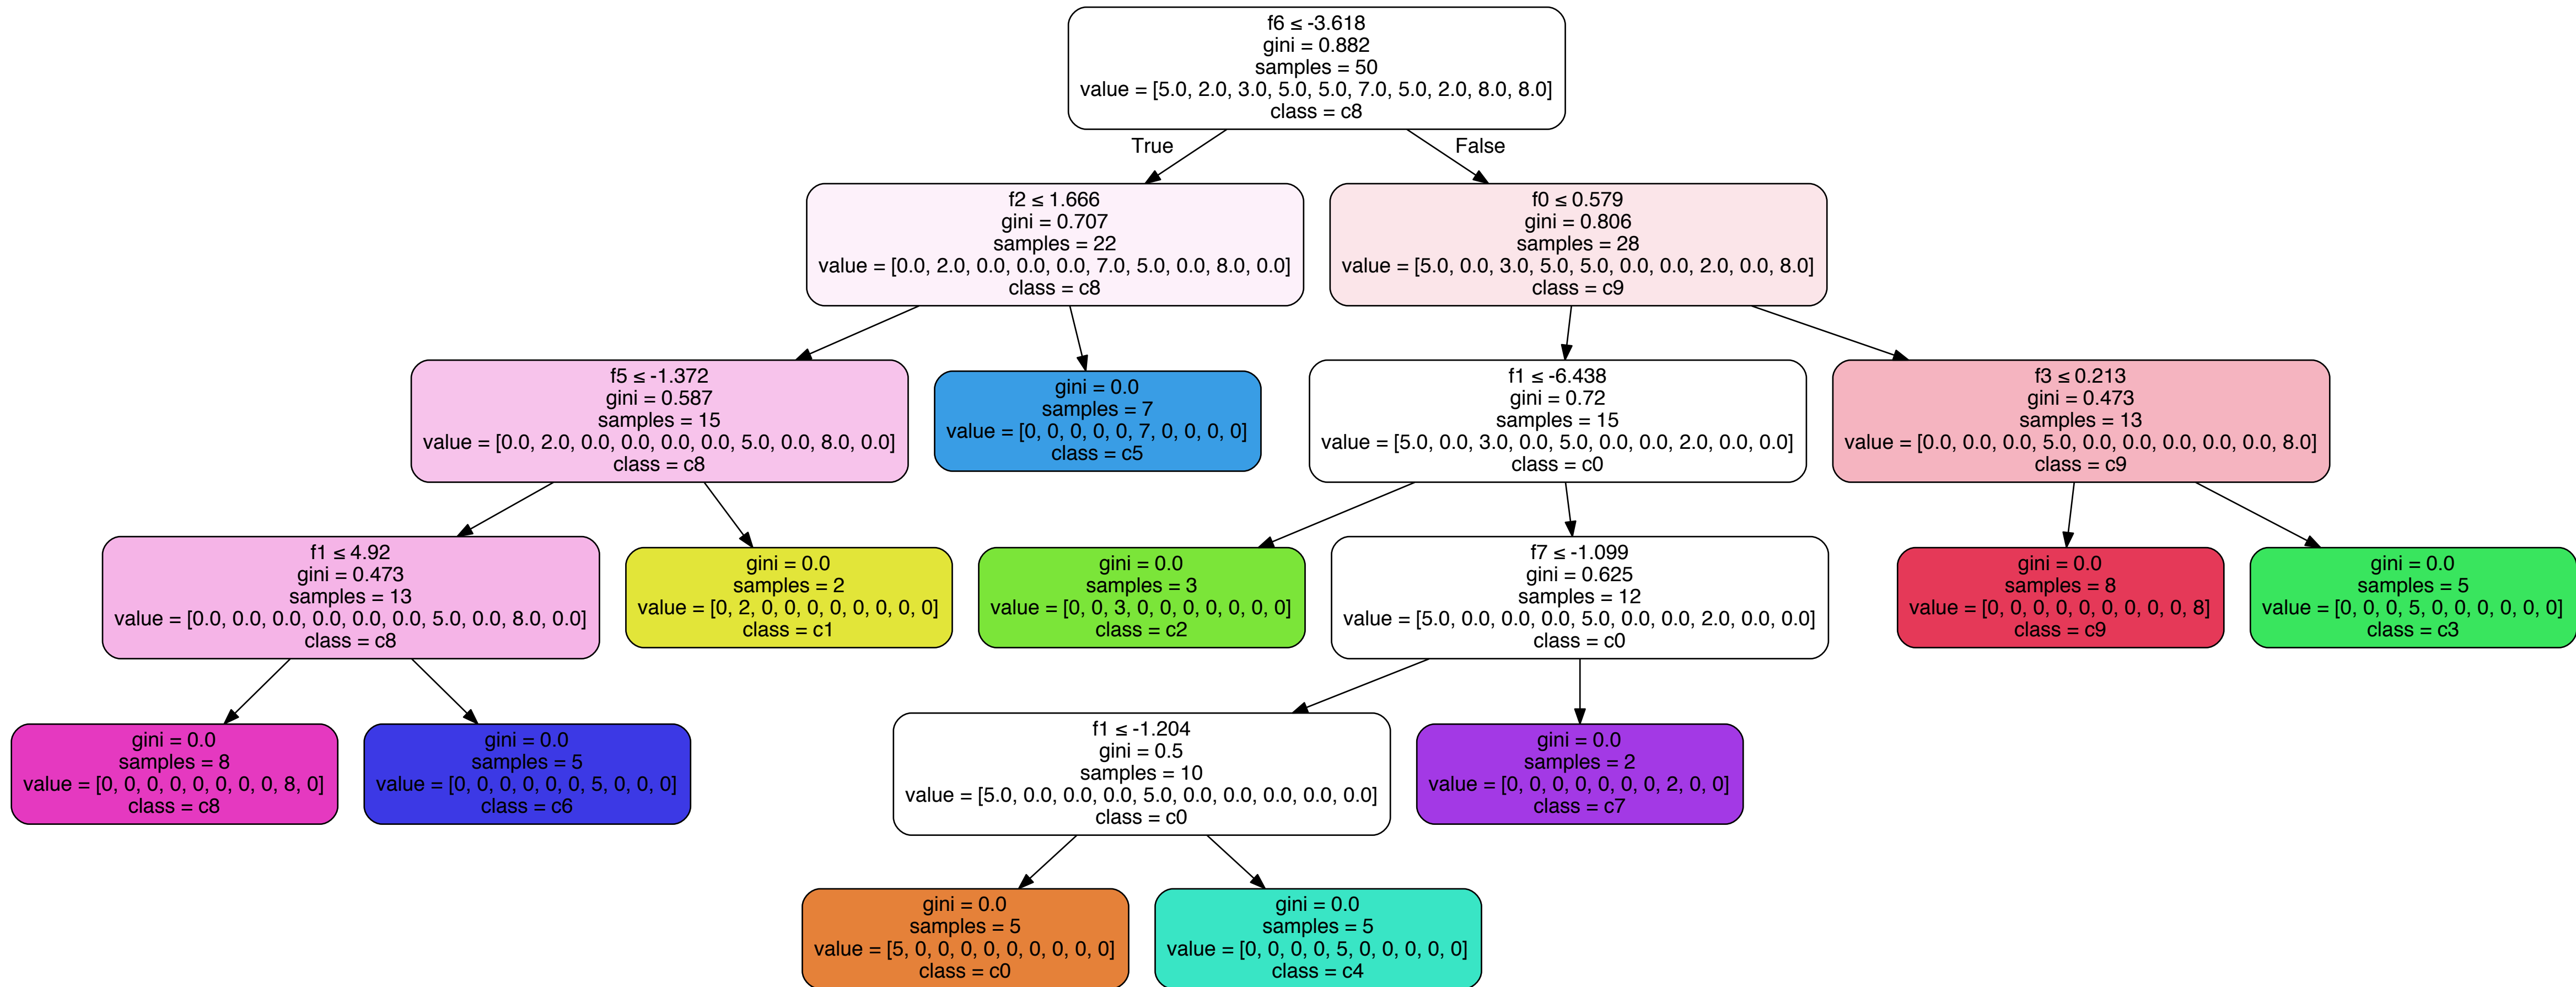 f6 ≤ -3.618
gini = 0.882
samples = 50
value = [5.0, 2.0, 3.0, 5.0, 5.0, 7.0, 5.0, 2.0, 8.0, 8.0]
class = c8
True
False
f2 ≤ 1.666
gini = 0.707
samples = 22
value = [0.0, 2.0, 0.0, 0.0, 0.0, 7.0, 5.0, 0.0, 8.0, 0.0]
class = c8
f0 ≤ 0.579
gini = 0.806
samples = 28
value = [5.0, 0.0, 3.0, 5.0, 5.0, 0.0, 0.0, 2.0, 0.0, 8.0]
class = c9
f5 ≤ -1.372
gini = 0.587
samples = 15
value = [0.0, 2.0, 0.0, 0.0, 0.0, 0.0, 5.0, 0.0, 8.0, 0.0]
class = c8
gini = 0.0
samples = 7
value = [0, 0, 0, 0, 0, 7, 0, 0, 0, 0]
class = c5
f1 ≤ -6.438
gini = 0.72
samples = 15
value = [5.0, 0.0, 3.0, 0.0, 5.0, 0.0, 0.0, 2.0, 0.0, 0.0]
class = c0
f3 ≤ 0.213
gini = 0.473
samples = 13
value = [0.0, 0.0, 0.0, 5.0, 0.0, 0.0, 0.0, 0.0, 0.0, 8.0]
class = c9
f1 ≤ 4.92
gini = 0.473
samples = 13
value = [0.0, 0.0, 0.0, 0.0, 0.0, 0.0, 5.0, 0.0, 8.0, 0.0]
class = c8
gini = 0.0
samples = 2
value = [0, 2, 0, 0, 0, 0, 0, 0, 0, 0]
class = c1
gini = 0.0
samples = 3
value = [0, 0, 3, 0, 0, 0, 0, 0, 0, 0]
class = c2
f7 ≤ -1.099
gini = 0.625
samples = 12
value = [5.0, 0.0, 0.0, 0.0, 5.0, 0.0, 0.0, 2.0, 0.0, 0.0]
class = c0
gini = 0.0
samples = 8
value = [0, 0, 0, 0, 0, 0, 0, 0, 0, 8]
class = c9
gini = 0.0
samples = 5
value = [0, 0, 0, 5, 0, 0, 0, 0, 0, 0]
class = c3
gini = 0.0
samples = 8
value = [0, 0, 0, 0, 0, 0, 0, 0, 8, 0]
class = c8
gini = 0.0
samples = 5
value = [0, 0, 0, 0, 0, 0, 5, 0, 0, 0]
class = c6
f1 ≤ -1.204
gini = 0.5
samples = 10
value = [5.0, 0.0, 0.0, 0.0, 5.0, 0.0, 0.0, 0.0, 0.0, 0.0]
class = c0
gini = 0.0
samples = 2
value = [0, 0, 0, 0, 0, 0, 0, 2, 0, 0]
class = c7
gini = 0.0
samples = 5
value = [5, 0, 0, 0, 0, 0, 0, 0, 0, 0]
class = c0
gini = 0.0
samples = 5
value = [0, 0, 0, 0, 5, 0, 0, 0, 0, 0]
class = c4